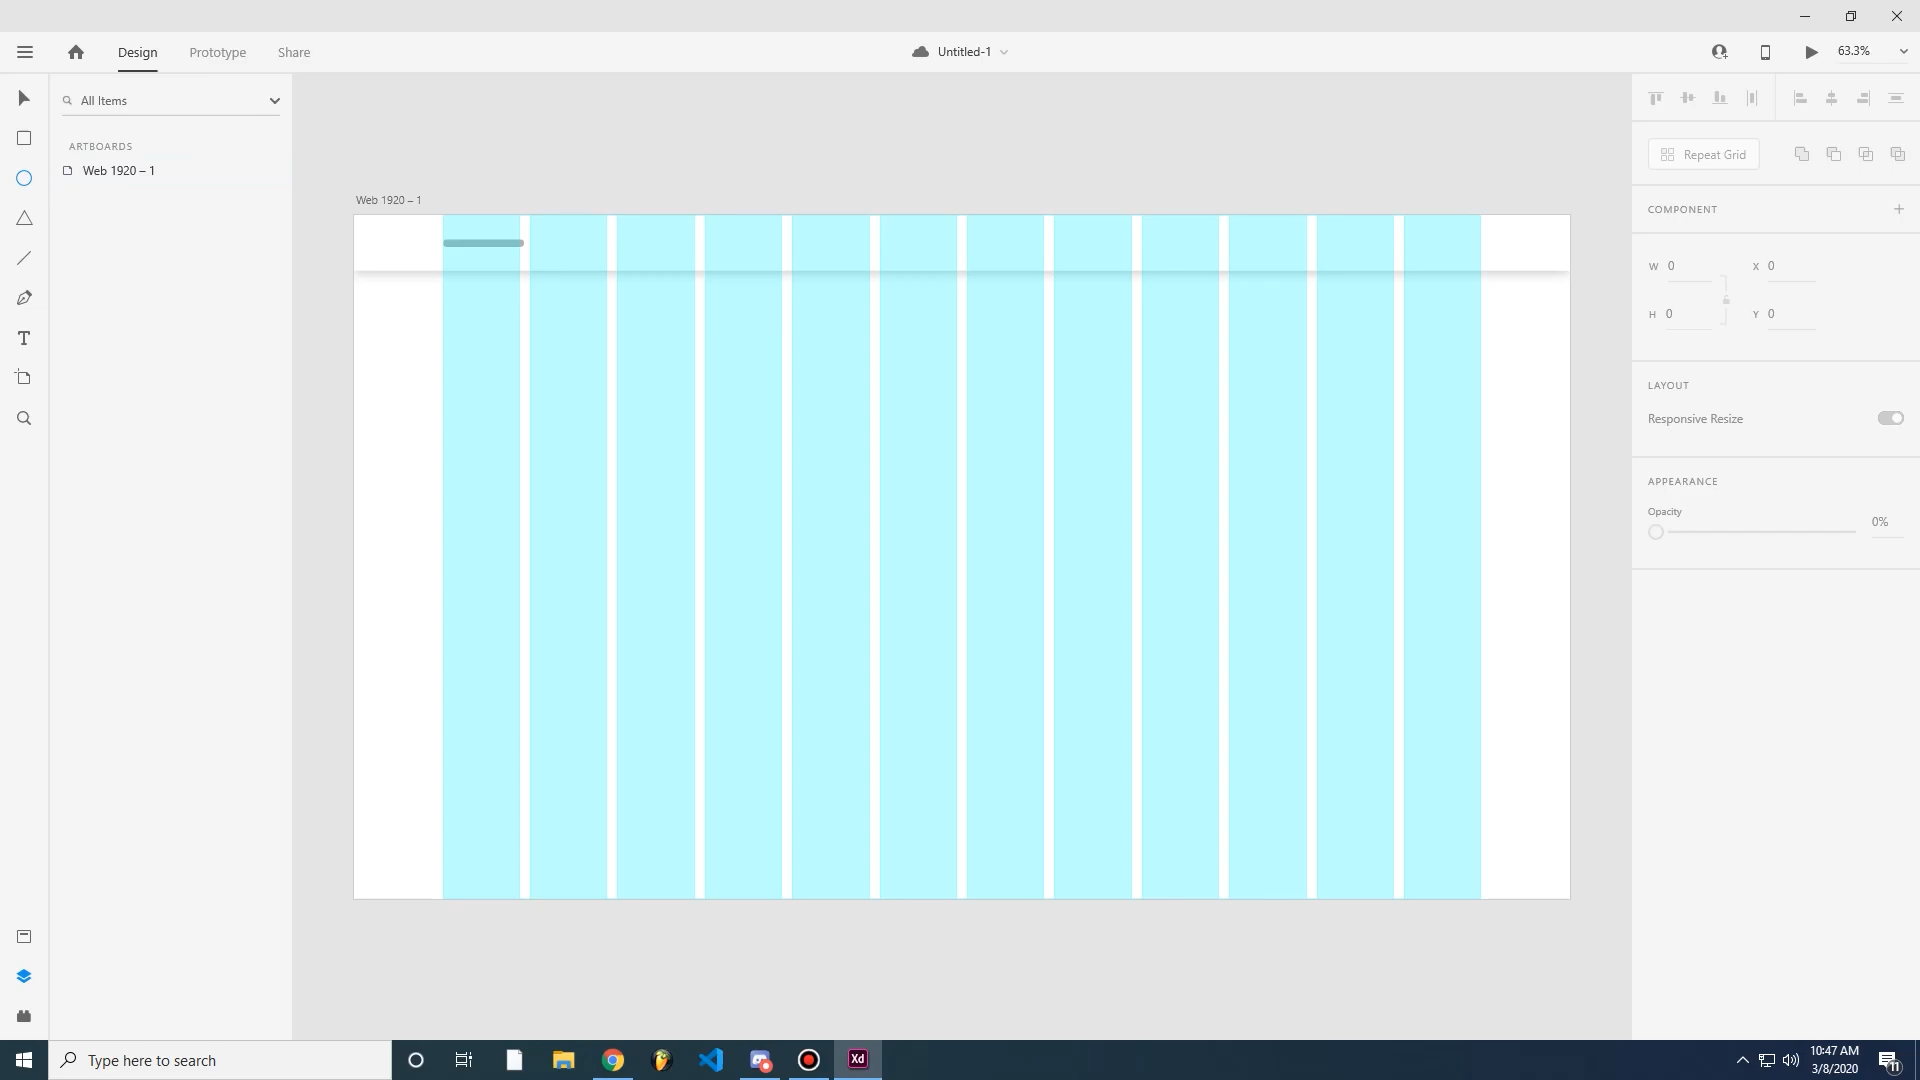 Design
Prototype
Share
Untitled-1
63.3%
All Items
ARTBOARDS
Web 1920 – 1
Web 1920 – 1
Repeat Grid
COMPONENT
W 0
X 0
H 0
Y 0
LAYOUT
Responsive Resize
APPEARANCE
Opacity
0%
Type here to search
Xd
10:47 AM
3/8/2020
11